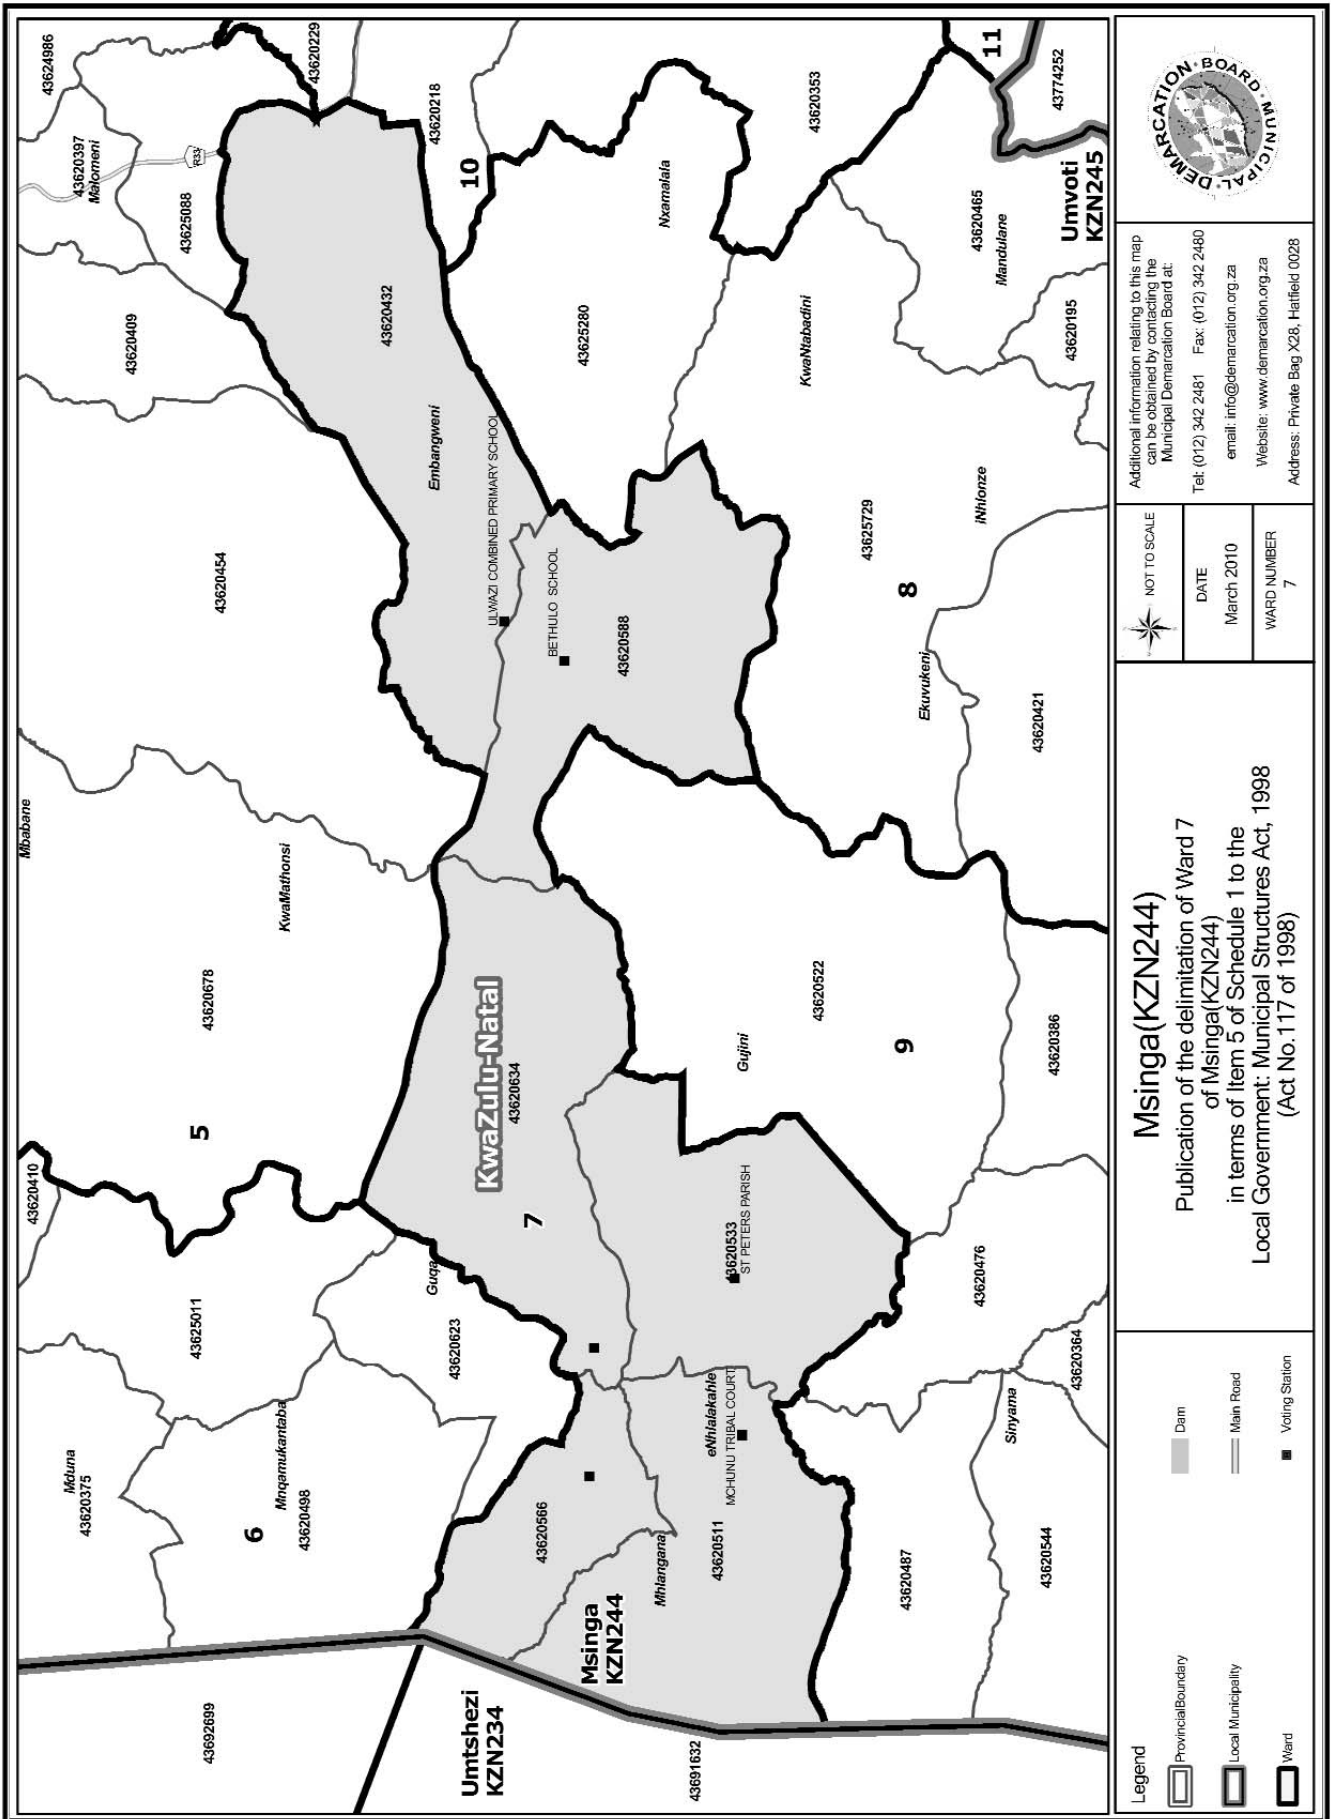 Mbabane
Mduna
43620375
6
Mnqamukantaba
43620498
43625011
43620410
5
43620678
KwaMathonsi
43620454
43620409
43625088
43620397
Malomeni
43624986
43620229
R33
43620218
10
43620432
Embangweni
ULWAZI COMBINED PRIMARY SCHOOL
BETHULO SCHOOL
43620588
43625280
Nxamalala
43620353
11
43774252
Umvoti
KZN245
43620465
Mandulane
43620195
KwaNtabadini
iNhlonze
43625729
8
Ekuvukeni
43620421
43692699
Umtshezi
KZN234
43691632
Msinga
KZN244
Mhlangana
43620566
43620511
eNhlalakahle
MCHUNU TRIBAL COURT
43620623
Guqa
7
KwaZulu-Natal
43620634
43620533
ST PETERS PARISH
Gujini
43620522
9
43620386
43620476
43620364
Sinyama
43620487
43620544
Legend
ProvincialBoundary
Local Municipality
Ward
Dam
Main Road
Voting Station
Msinga(KZN244)
Publication of the delimitation of Ward 7
of Msinga(KZN244)
in terms of Item 5 of Schedule 1 to the
Local Government: Municipal Structures Act, 1998
(Act No.117 of 1998)
NOT TO SCALE
DATE
March 2010
WARD NUMBER
7
Additional information relating to this map
can be obtained by contacting the
Municipal Demarcation Board at:
Tel: (012) 342 2481 Fax: (012) 342 2480
email: info@demarcation.org.za
Website: www.demarcation.org.za
Address: Private Bag X28, Hatfield 0028
MUNICIPAL DEMARCATION BOARD